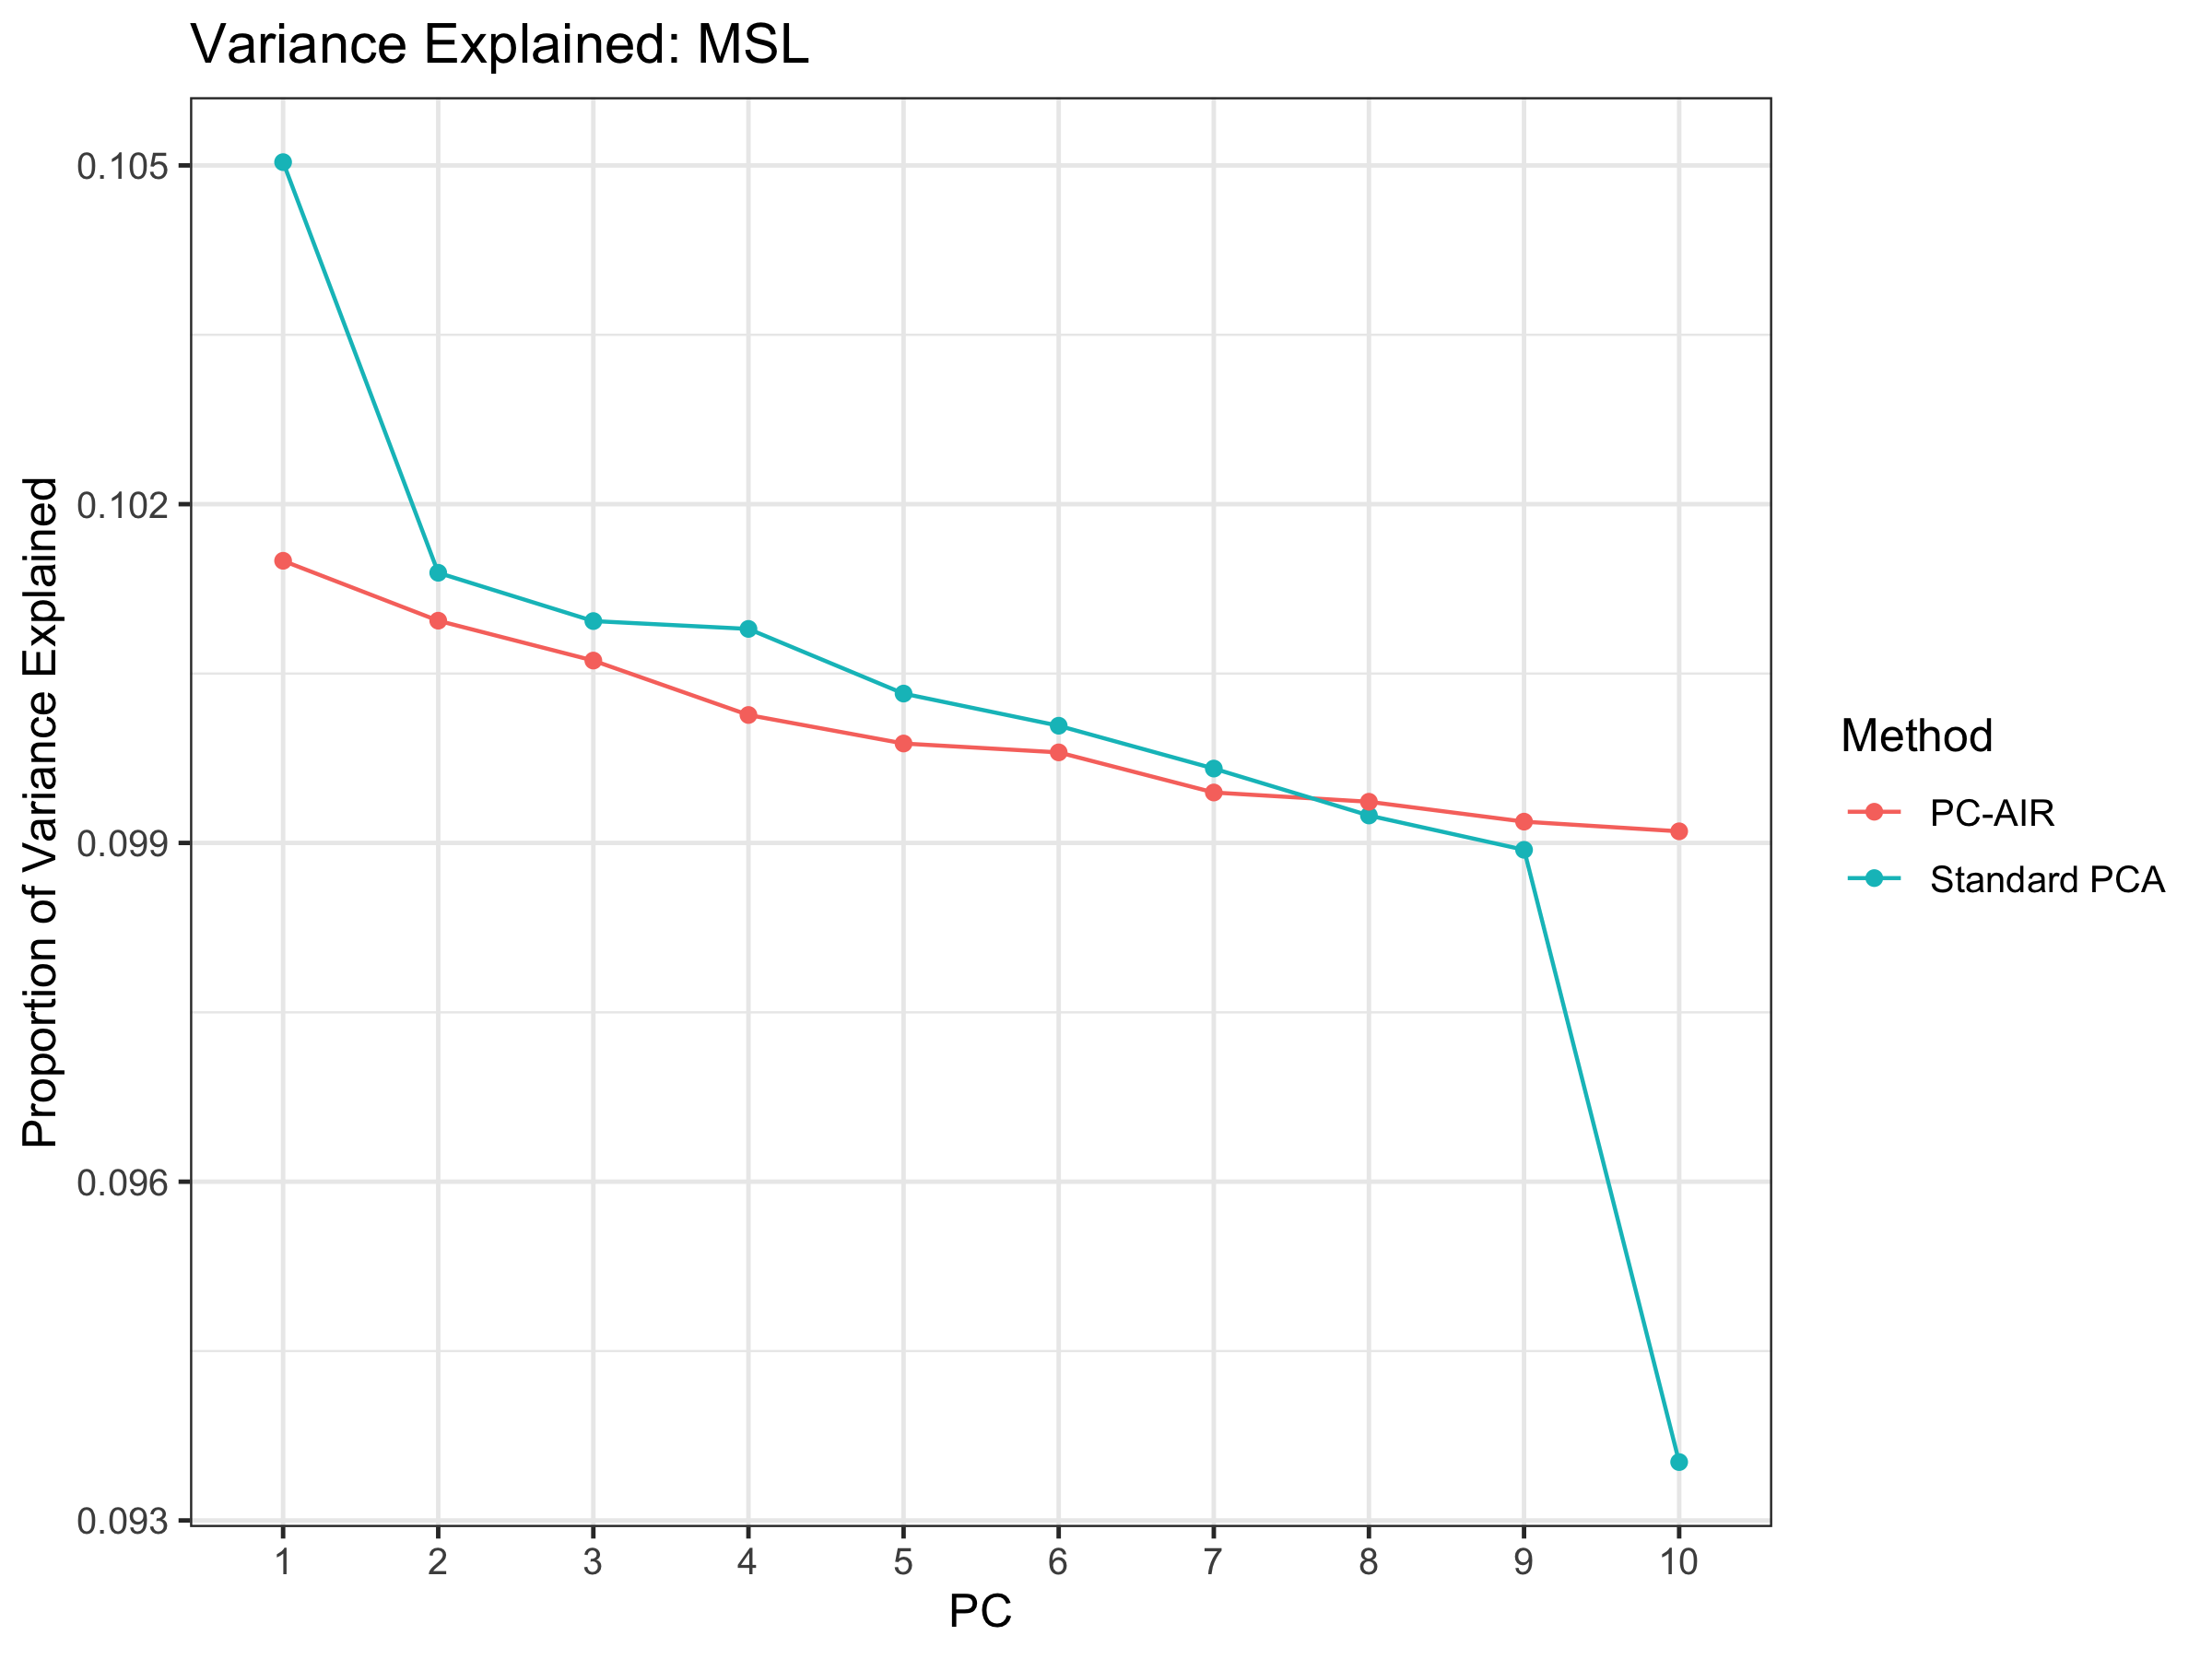 Variance Explained: MSL
Proportion of Variance Explained
0.105
0.102
0.099
0.096
0.093
1 2 3 4 5 6 7 8 9 10
PC
Method
PC-AIR
Standard PCA